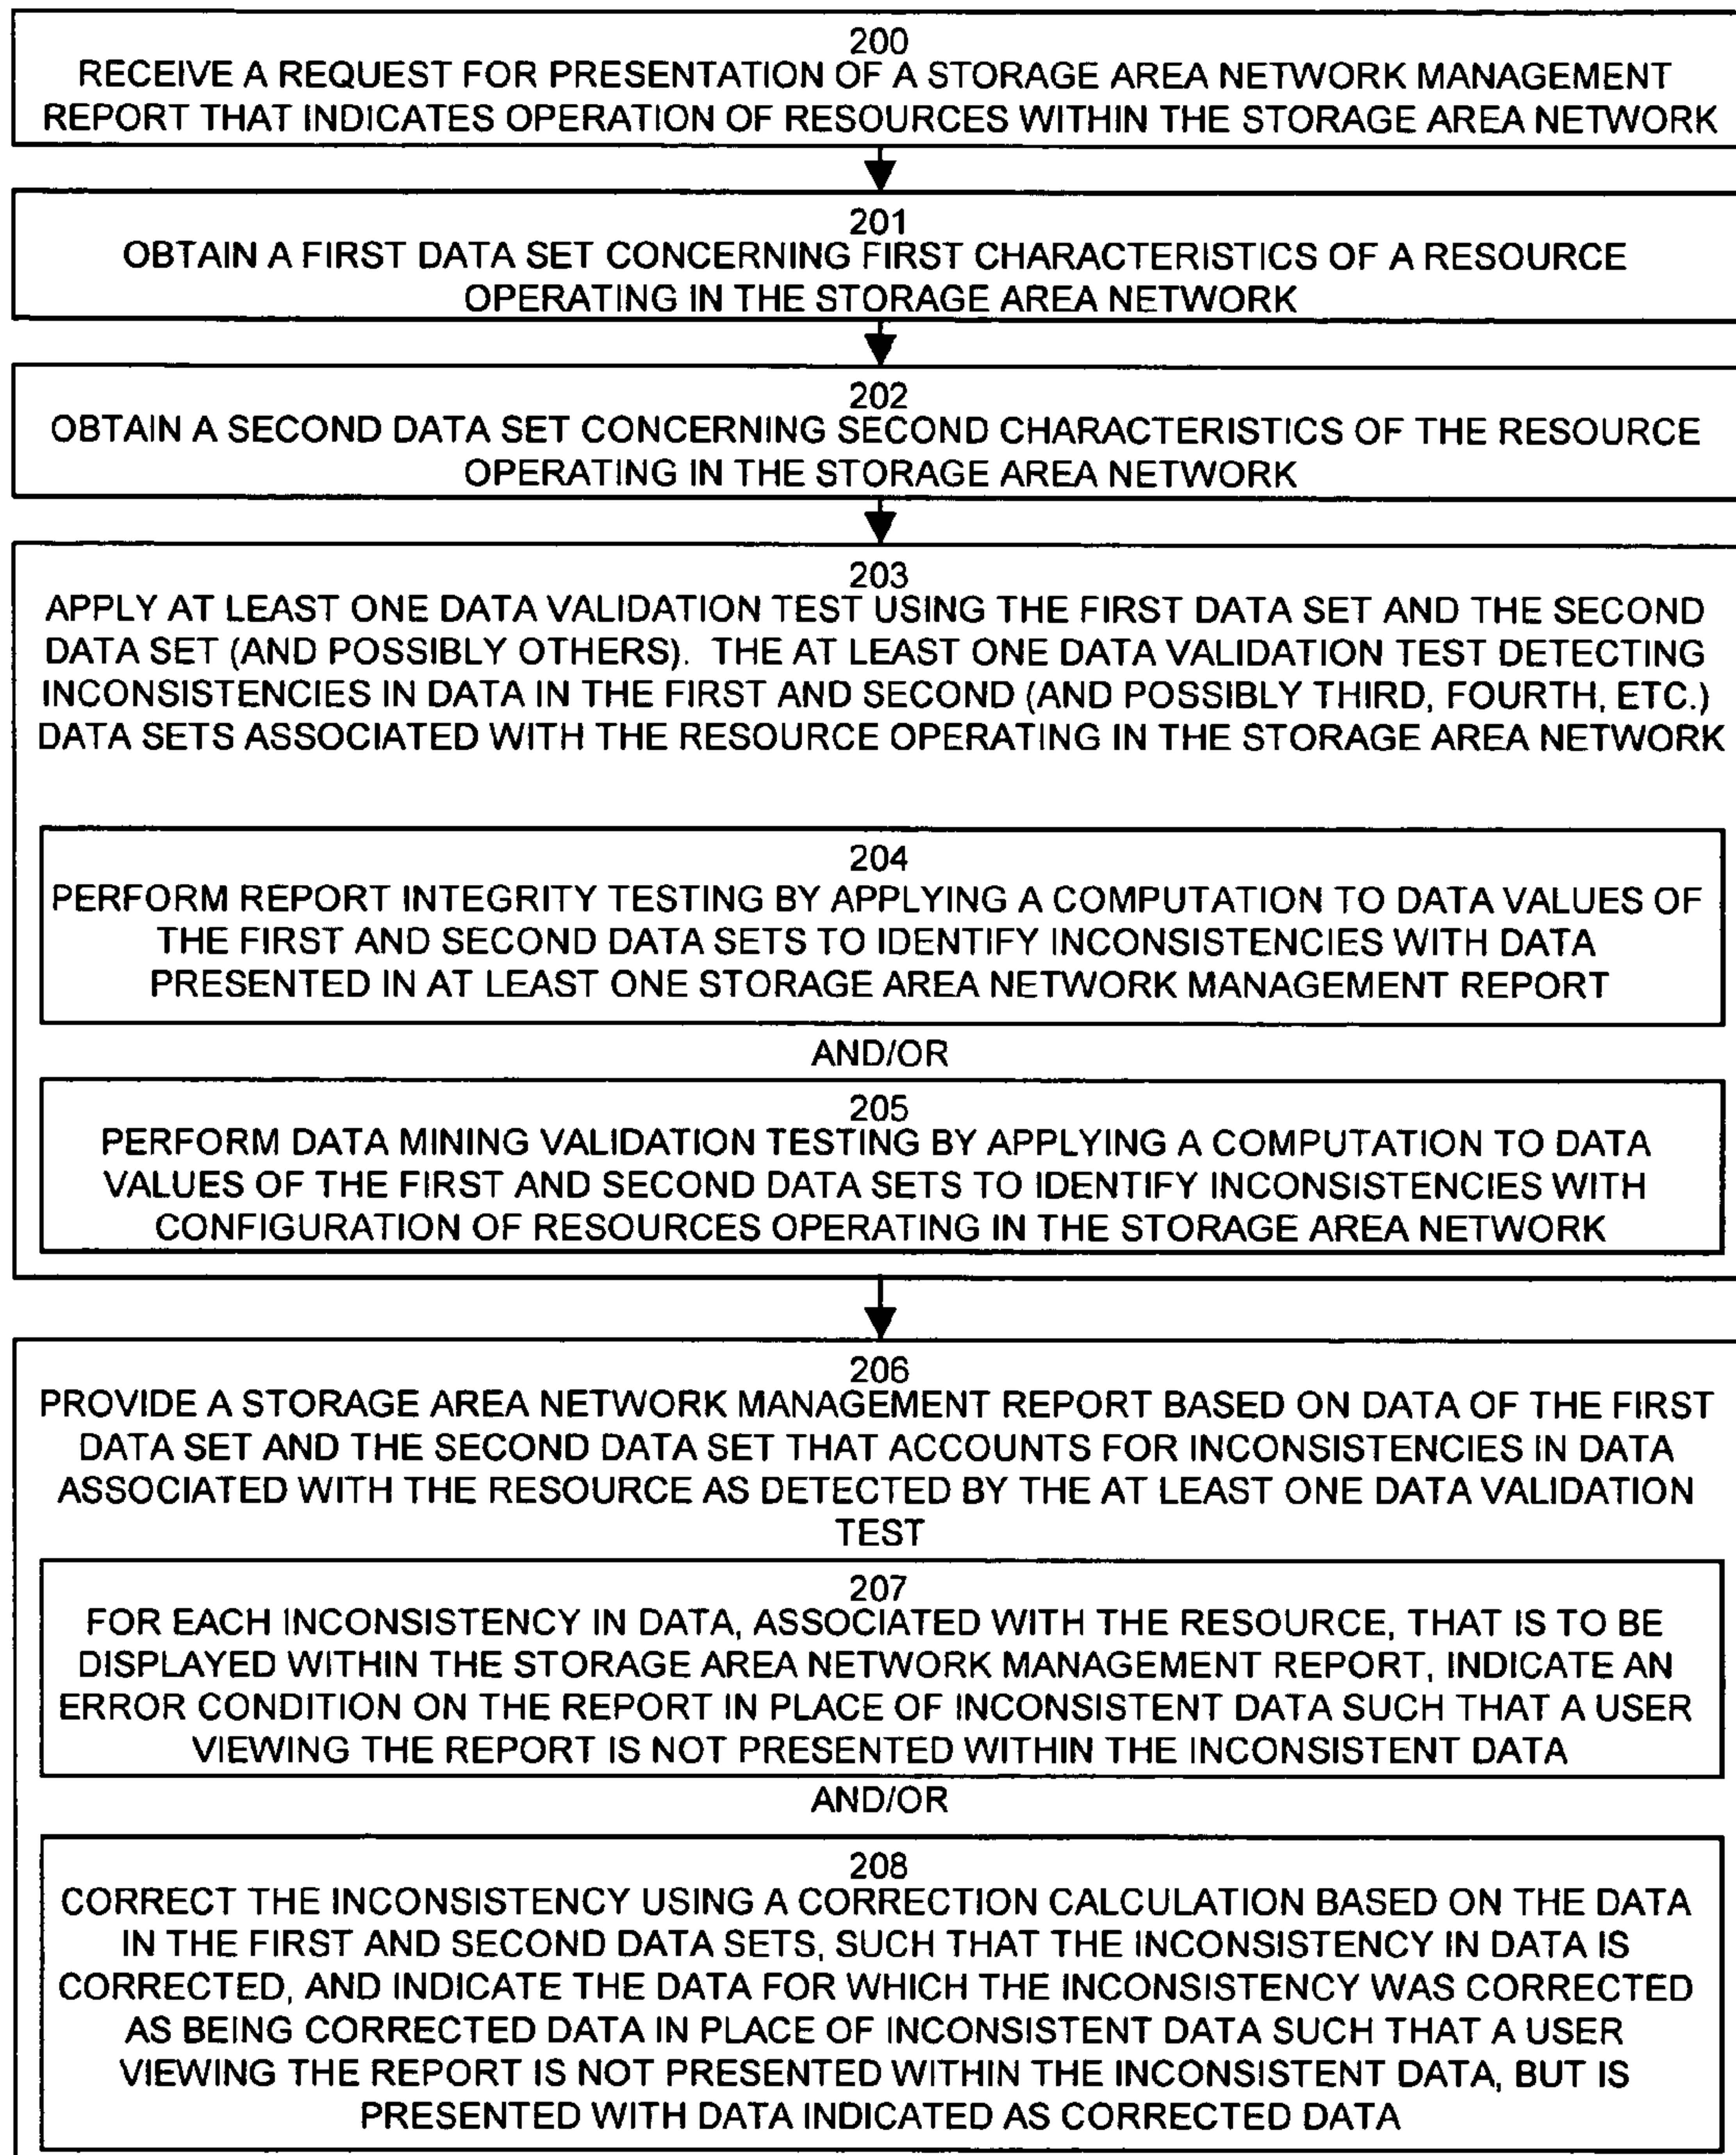 200
RECEIVE A REQUEST FOR PRESENTATION OF A STORAGE AREA NETWORK MANAGEMENT
REPORT THAT INDICATES OPERATION OF RESOURCES WITHIN THE STORAGE AREA NETWORK
201
OBTAIN A FIRST DATA SET CONCERNING FIRST CHARACTERISTICS OF A RESOURCE
OPERATING IN THE STORAGE AREA NETWORK
202
OBTAIN A SECOND DATA SET CONCERNING SECOND CHARACTERISTICS OF THE RESOURCE
OPERATING IN THE STORAGE AREA NETWORK
203
APPLY AT LEAST ONE DATA VALIDATION TEST USING THE FIRST DATA SET AND THE SECOND
DATA SET (AND POSSIBLY OTHERS). THE AT LEAST ONE DATA VALIDATION TEST DETECTING
INCONSISTENCIES IN DATA IN THE FIRST AND SECOND (AND POSSIBLY THIRD, FOURTH, ETC.)
DATA SETS ASSOCIATED WITH THE RESOURCE OPERATING IN THE STORAGE AREA NETWORK
204
PERFORM REPORT INTEGRITY TESTING BY APPLYING A COMPUTATION TO DATA VALUES OF
THE FIRST AND SECOND DATA SETS TO IDENTIFY INCONSISTENCIES WITH DATA
PRESENTED IN AT LEAST ONE STORAGE AREA NETWORK MANAGEMENT REPORT
AND/OR
205
PERFORM DATA MINING VALIDATION TESTING BY APPLYING A COMPUTATION TO DATA
VALUES OF THE FIRST AND SECOND DATA SETS TO IDENTIFY INCONSISTENCIES WITH
CONFIGURATION OF RESOURCES OPERATING IN THE STORAGE AREA NETWORK
206
PROVIDE A STORAGE AREA NETWORK MANAGEMENT REPORT BASED ON DATA OF THE FIRST
DATA SET AND THE SECOND DATA SET THAT ACCOUNTS FOR INCONSISTENCIES IN DATA
ASSOCIATED WITH THE RESOURCE AS DETECTED BY THE AT LEAST ONE DATA VALIDATION
TEST
207
FOR EACH INCONSISTENCY IN DATA, ASSOCIATED WITH THE RESOURCE, THAT IS TO BE
DISPLAYED WITHIN THE STORAGE AREA NETWORK MANAGEMENT REPORT, INDICATE AN
ERROR CONDITION ON THE REPORT IN PLACE OF INCONSISTENT DATA SUCH THAT A USER
VIEWING THE REPORT IS NOT PRESENTED WITHIN THE INCONSISTENT DATA
AND/OR
208
CORRECT THE INCONSISTENCY USING A CORRECTION CALCULATION BASED ON THE DATA
IN THE FIRST AND SECOND DATA SETS, SUCH THAT THE INCONSISTENCY IN DATA IS
CORRECTED, AND INDICATE THE DATA FOR WHICH THE INCONSISTENCY WAS CORRECTED
AS BEING CORRECTED DATA IN PLACE OF INCONSISTENT DATA SUCH THAT A USER
VIEWING THE REPORT IS NOT PRESENTED WITHIN THE INCONSISTENT DATA, BUT IS
PRESENTED WITH DATA INDICATED AS CORRECTED DATA